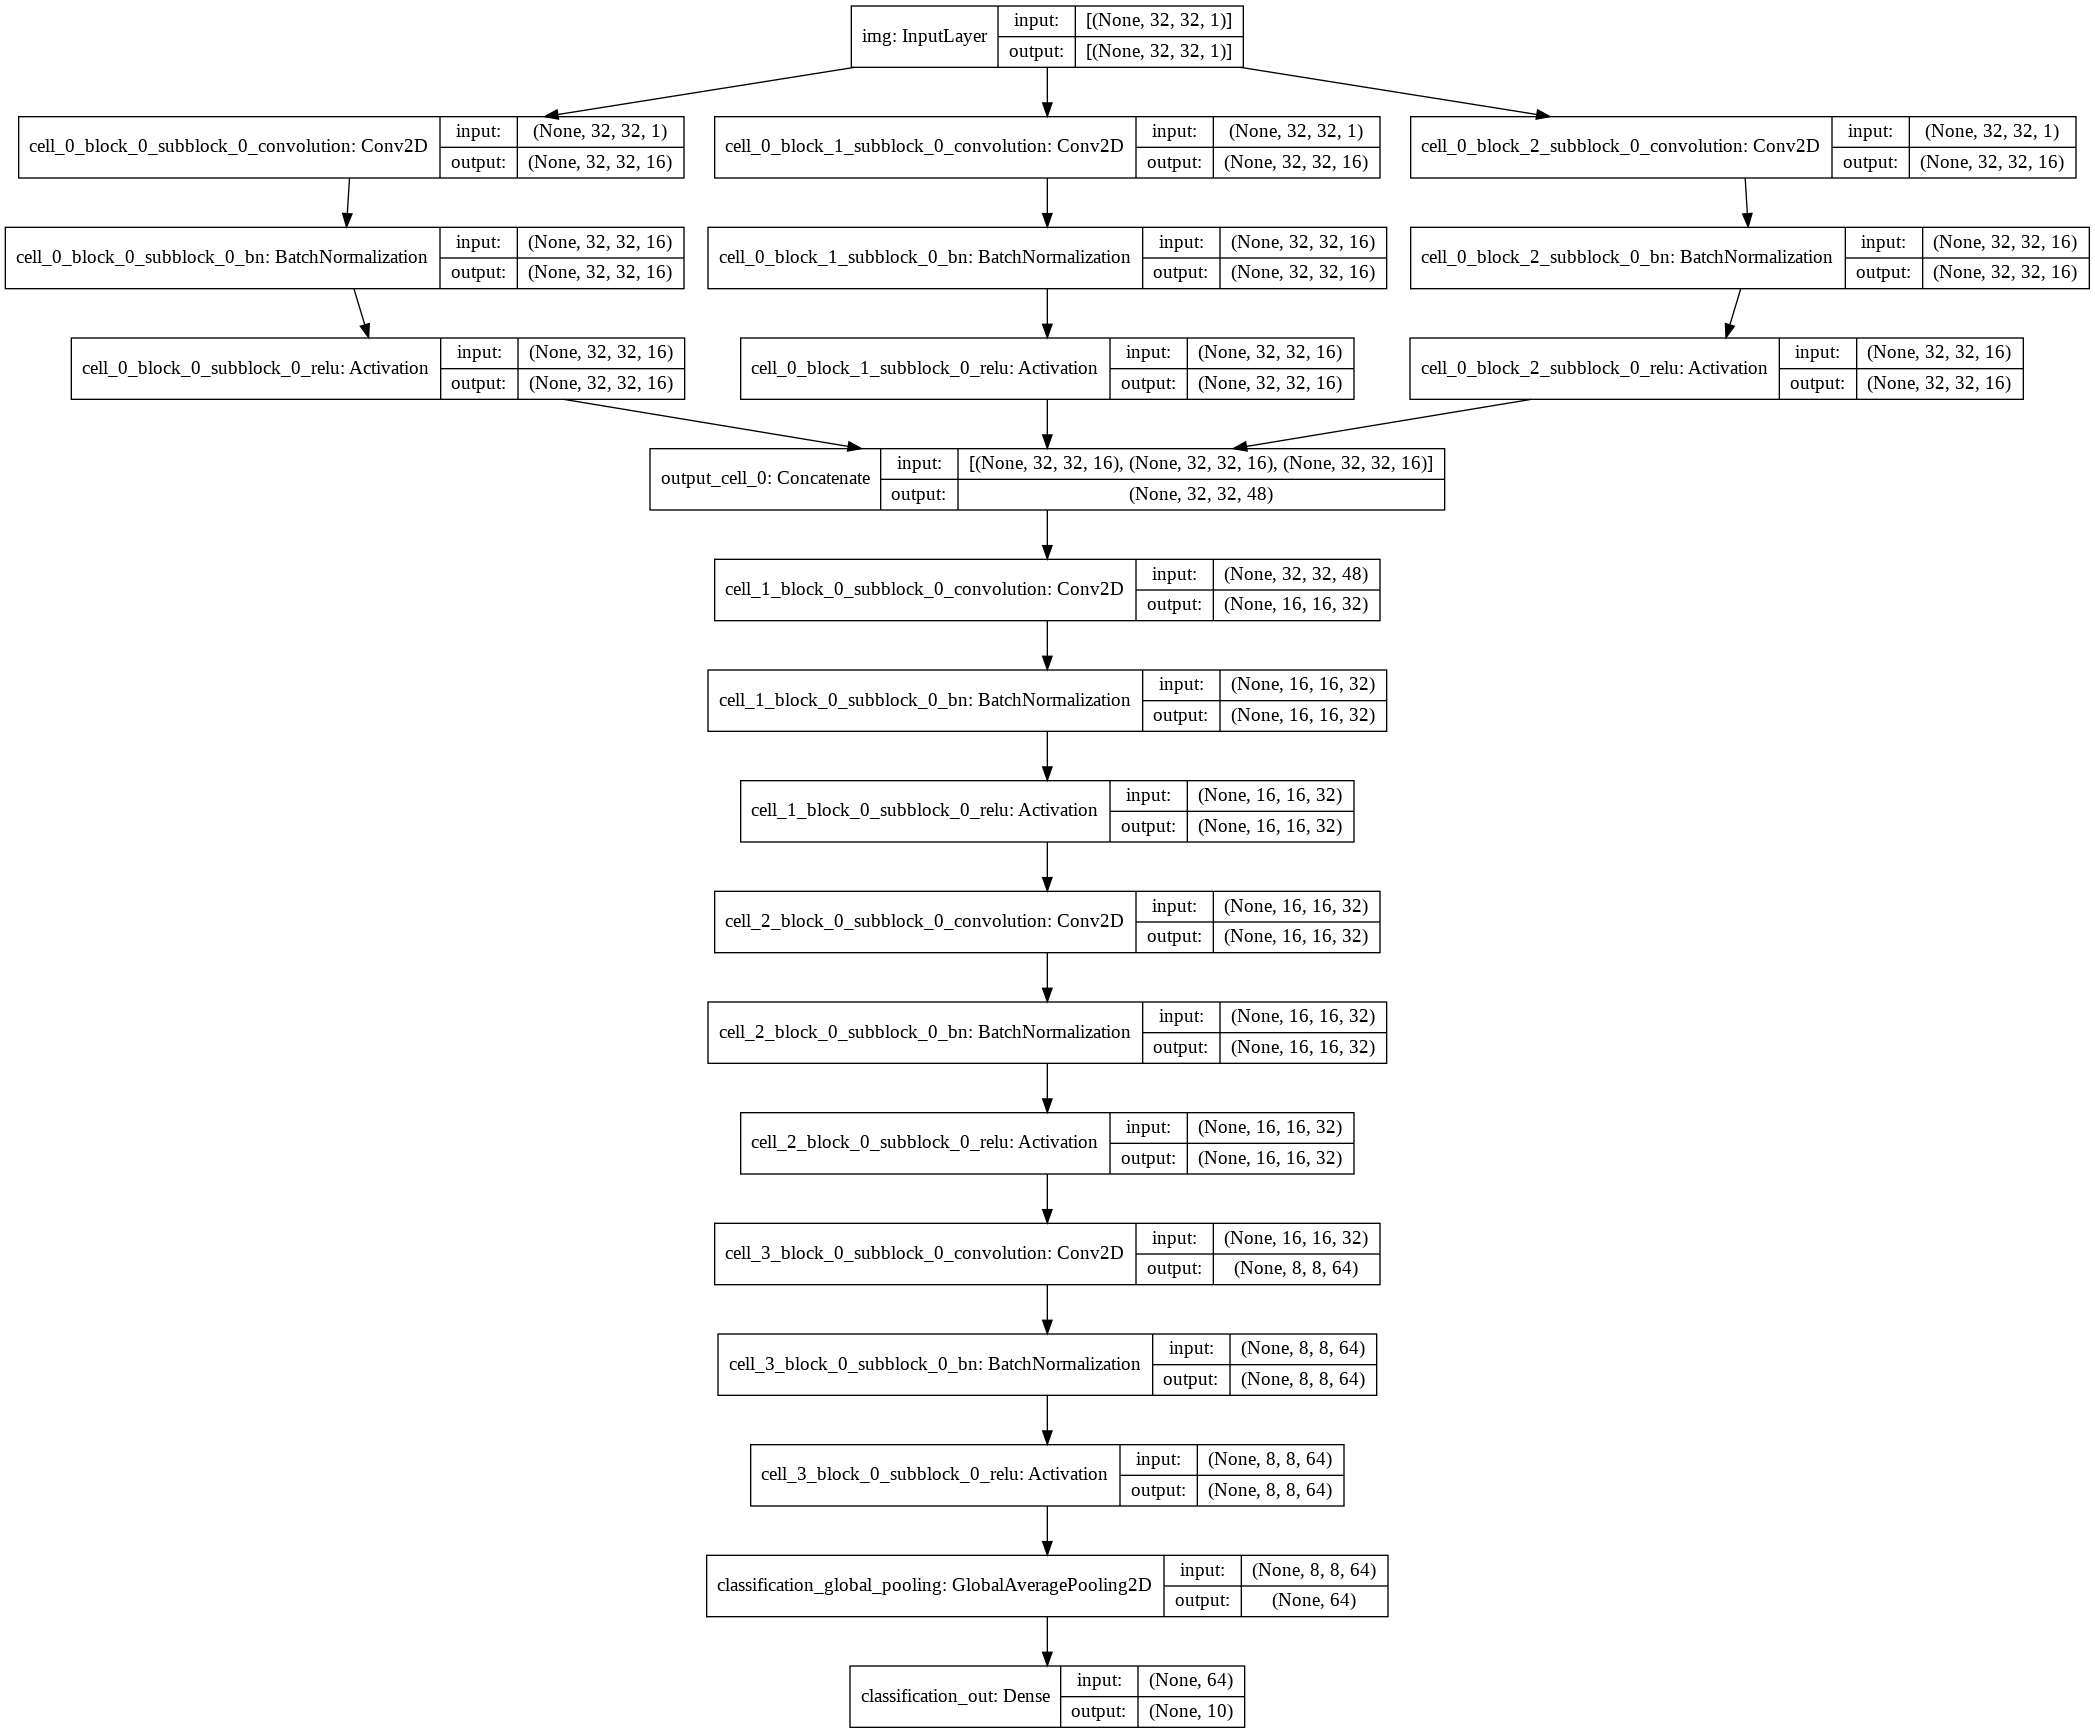 img: InputLayer
input:
[(None, 32, 32, 1)]
output:
[(None, 32, 32, 1)]
cell_0_block_0_subblock_0_convolution: Conv2D
input:
(None, 32, 32, 1)
output:
(None, 32, 32, 16)
cell_0_block_1_subblock_0_convolution: Conv2D
input:
(None, 32, 32, 1)
output:
(None, 32, 32, 16)
cell_0_block_2_subblock_0_convolution: Conv2D
input:
(None, 32, 32, 1)
output:
(None, 32, 32, 16)
cell_0_block_0_subblock_0_bn: BatchNormalization
input:
(None, 32, 32, 16)
output:
(None, 32, 32, 16)
cell_0_block_1_subblock_0_bn: BatchNormalization
input:
(None, 32, 32, 16)
output:
(None, 32, 32, 16)
cell_0_block_2_subblock_0_bn: BatchNormalization
input:
(None, 32, 32, 16)
output:
(None, 32, 32, 16)
cell_0_block_0_subblock_0_relu: Activation
input:
(None, 32, 32, 16)
output:
(None, 32, 32, 16)
cell_0_block_1_subblock_0_relu: Activation
input:
(None, 32, 32, 16)
output:
(None, 32, 32, 16)
cell_0_block_2_subblock_0_relu: Activation
input:
(None, 32, 32, 16)
output:
(None, 32, 32, 16)
output_cell_0: Concatenate
input:
[(None, 32, 32, 16), (None, 32, 32, 16), (None, 32, 32, 16)]
output:
(None, 32, 32, 48)
cell_1_block_0_subblock_0_convolution: Conv2D
input:
(None, 32, 32, 48)
output:
(None, 16, 16, 32)
cell_1_block_0_subblock_0_bn: BatchNormalization
input:
(None, 16, 16, 32)
output:
(None, 16, 16, 32)
cell_1_block_0_subblock_0_relu: Activation
input:
(None, 16, 16, 32)
output:
(None, 16, 16, 32)
cell_2_block_0_subblock_0_convolution: Conv2D
input:
(None, 16, 16, 32)
output:
(None, 16, 16, 32)
cell_2_block_0_subblock_0_bn: BatchNormalization
input:
(None, 16, 16, 32)
output:
(None, 16, 16, 32)
cell_2_block_0_subblock_0_relu: Activation
input:
(None, 16, 16, 32)
output:
(None, 16, 16, 32)
cell_3_block_0_subblock_0_convolution: Conv2D
input:
(None, 16, 16, 32)
output:
(None, 8, 8, 64)
cell_3_block_0_subblock_0_bn: BatchNormalization
input:
(None, 8, 8, 64)
output:
(None, 8, 8, 64)
cell_3_block_0_subblock_0_relu: Activation
input:
(None, 8, 8, 64)
output:
(None, 8, 8, 64)
classification_global_pooling: GlobalAveragePooling2D
input:
(None, 8, 8, 64)
output:
(None, 64)
classification_out: Dense
input:
(None, 64)
output:
(None, 10)